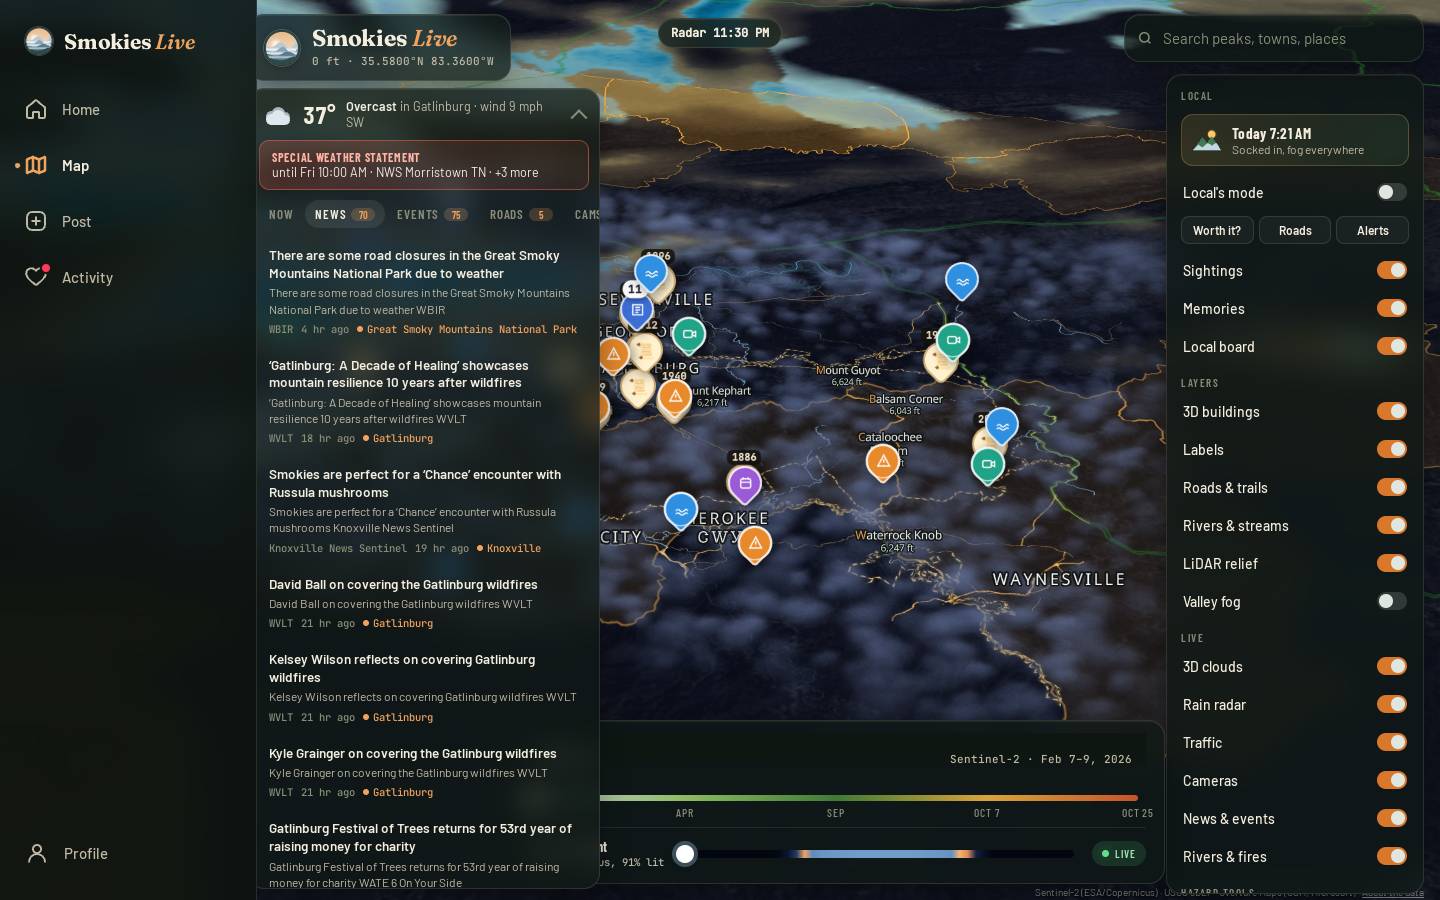 Smokies Live
Home
Map
Post
Activity
Profile
Smokies Live
0 ft · 35.5800°N 83.3600°W
Radar 11:30 PM
Search peaks, towns, places
37° Overcast in Gatlinburg · wind 9 mph
SW
SPECIAL WEATHER STATEMENT
until Fri 10:00 AM · NWS Morristown TN · +3 more
NOW NEWS 70 EVENTS 75 ROADS 5 CAMS
There are some road closures in the Great Smoky
Mountains National Park due to weather
There are some road closures in the Great Smoky Mountains
National Park due to weather WBIR
WBIR 4 hr ago Great Smoky Mountains National Park
'Gatlinburg: A Decade of Healing' showcases
mountain resilience 10 years after wildfires
'Gatlinburg: A Decade of Healing' showcases mountain
resilience 10 years after wildfires WVLT
WVLT 18 hr ago Gatlinburg
Smokies are perfect for a 'Chance' encounter with
Russula mushrooms
Smokies are perfect for a 'Chance' encounter with Russula
mushrooms Knoxville News Sentinel
Knoxville News Sentinel 19 hr ago Knoxville
David Ball on covering the Gatlinburg wildfires
David Ball on covering the Gatlinburg wildfires WVLT
WVLT 21 hr ago Gatlinburg
Kelsey Wilson reflects on covering Gatlinburg
wildfires
Kelsey Wilson reflects on covering Gatlinburg wildfires WVLT
WVLT 21 hr ago Gatlinburg
Kyle Grainger on covering the Gatlinburg wildfires
Kyle Grainger on covering the Gatlinburg wildfires WVLT
WVLT 21 hr ago Gatlinburg
Gatlinburg Festival of Trees returns for 53rd year of
raising money for charity
Gatlinburg Festival of Trees returns for 53rd year of raising
money for charity WATE 6 On Your Side
11
1940
Mount Guyot
6,624 ft
6,217 ft
Balsam Corner
6,043 ft
Cataloochee
1886
CITY
Waterrock Knob
6,247 ft
WAYNESVILLE
Sentinel-2 · Feb 7-9, 2026
APR SEP OCT 7 OCT 25
91% lit
LIVE
LOCAL
Today 7:21 AM
Socked in, fog everywhere
Local's mode
Worth it? Roads Alerts
Sightings
Memories
Local board
LAYERS
3D buildings
Labels
Roads & trails
Rivers & streams
LiDAR relief
Valley fog
LIVE
3D clouds
Rain radar
Traffic
Cameras
News & events
Rivers & fires
HAZARD TOOLS
Sentinel-2 (ESA/Copernicus)